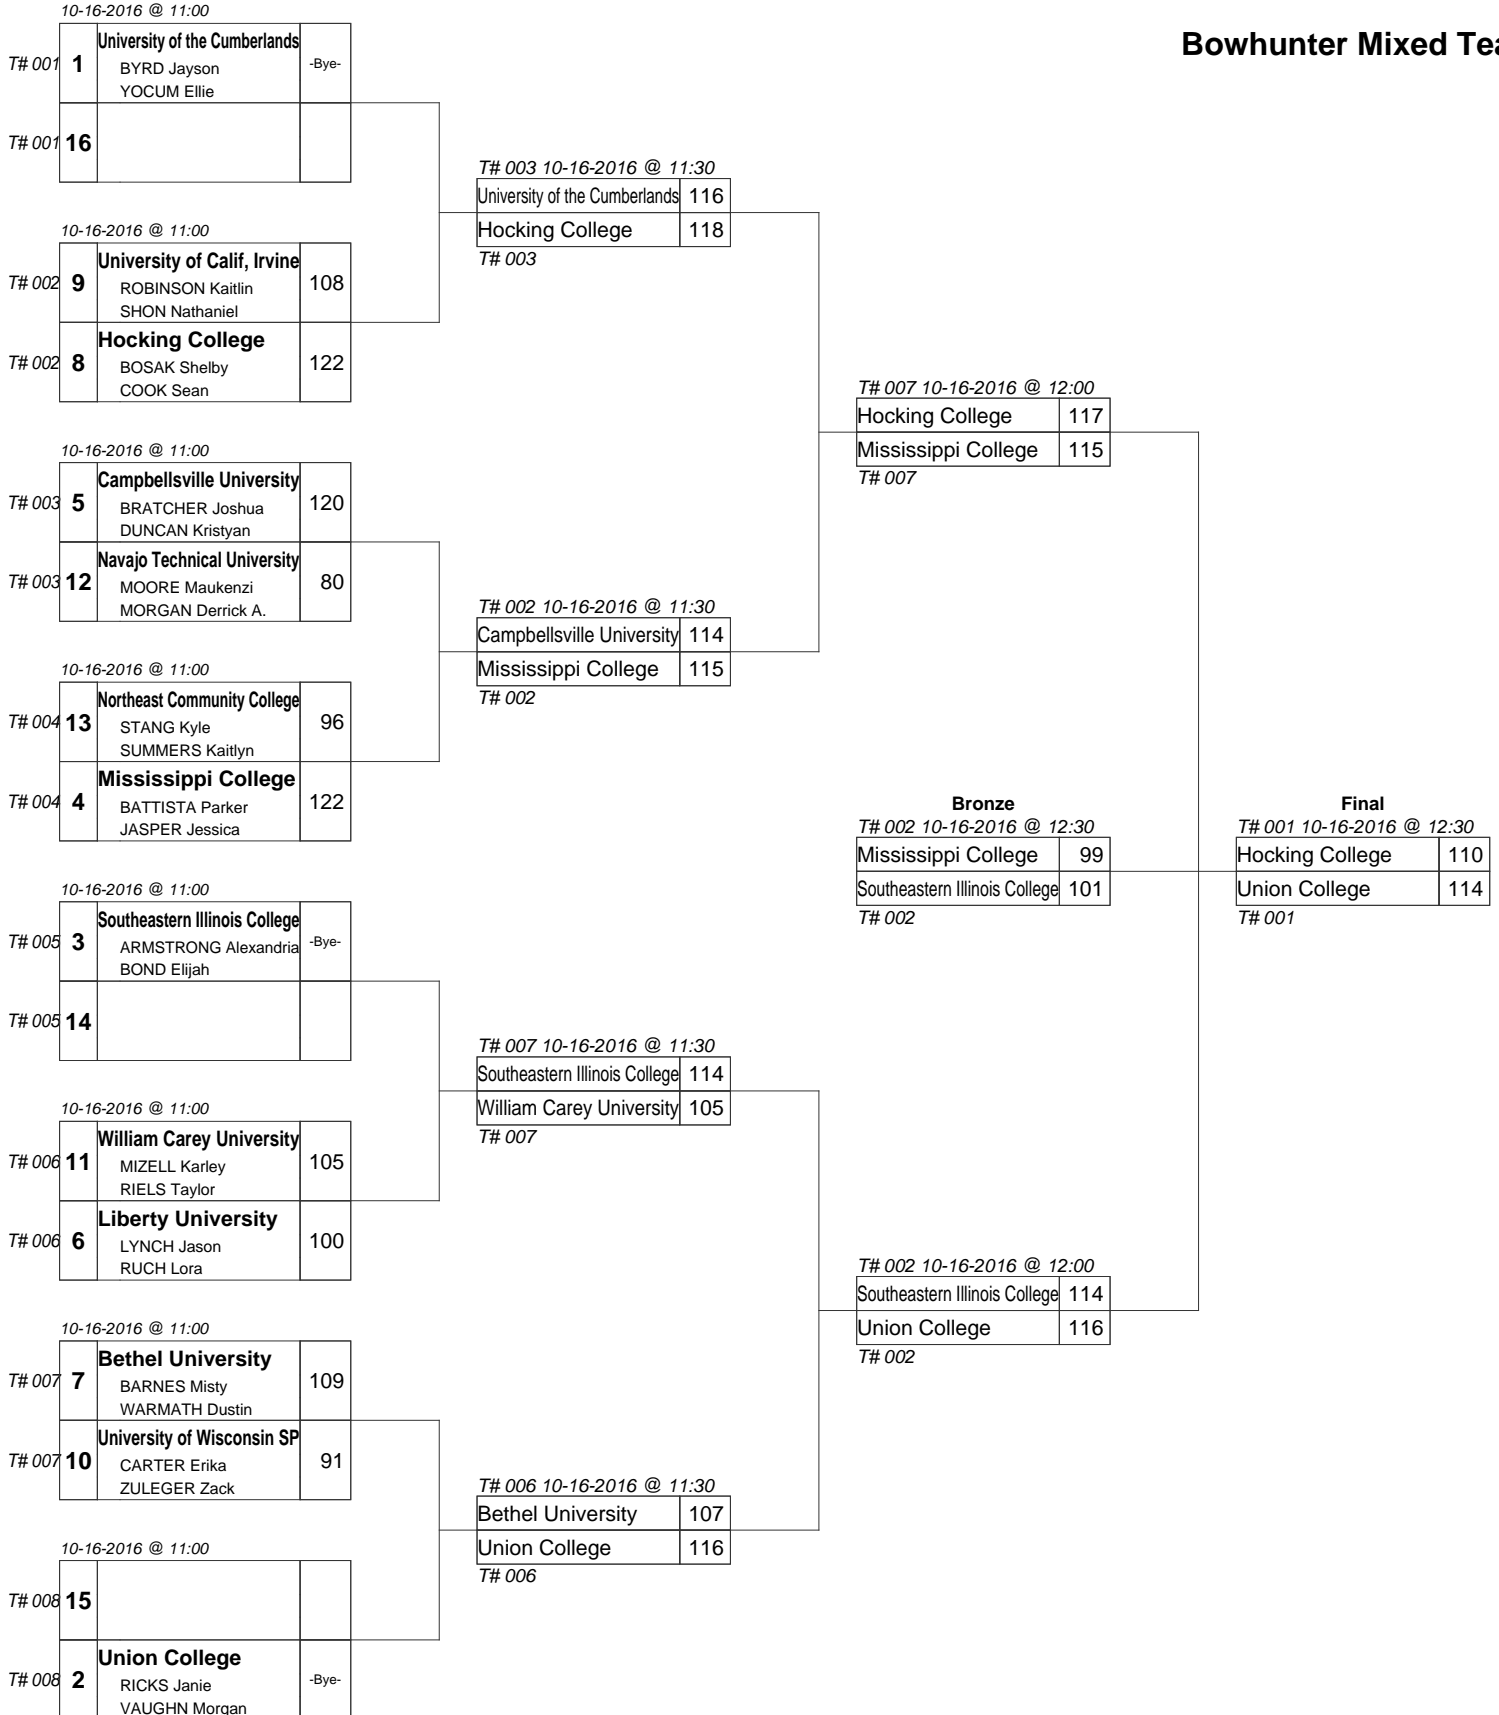 Bowhunter Mixed Tea
10-16-2016 @ 11:00
T# 001 1 University of the Cumberlands -Bye-
BYRD Jayson
YOCUM Ellie
T# 001 16
10-16-2016 @ 11:00
T# 002 9 University of Calif, Irvine 108
ROBINSON Kaitlin
SHON Nathaniel
T# 002 8 Hocking College 122
BOSAK Shelby
COOK Sean
10-16-2016 @ 11:00
T# 003 5 Campbellsville University 120
BRATCHER Joshua
DUNCAN Kristyan
T# 003 12 Navajo Technical University 80
MOORE Maukenzi
MORGAN Derrick A.
10-16-2016 @ 11:00
T# 004 13 Northeast Community College 96
STANG Kyle
SUMMERS Kaitlyn
T# 004 4 Mississippi College 122
BATTISTA Parker
JASPER Jessica
10-16-2016 @ 11:00
T# 005 3 Southeastern Illinois College -Bye-
ARMSTRONG Alexandria
BOND Elijah
T# 005 14
10-16-2016 @ 11:00
T# 006 11 William Carey University 105
MIZELL Karley
RIELS Taylor
T# 006 6 Liberty University 100
LYNCH Jason
RUCH Lora
10-16-2016 @ 11:00
T# 007 7 Bethel University 109
BARNES Misty
WARMATH Dustin
T# 007 10 University of Wisconsin SP 91
CARTER Erika
ZULEGER Zack
10-16-2016 @ 11:00
T# 008 15
T# 008 2 Union College -Bye-
RICKS Janie
VAUGHN Morgan
T# 003 10-16-2016 @ 11:30
University of the Cumberlands 116
Hocking College 118
T# 003
T# 002 10-16-2016 @ 11:30
Campbellsville University 114
Mississippi College 115
T# 002
T# 007 10-16-2016 @ 11:30
Southeastern Illinois College 114
William Carey University 105
T# 007
T# 006 10-16-2016 @ 11:30
Bethel University 107
Union College 116
T# 006
T# 007 10-16-2016 @ 12:00
Hocking College 117
Mississippi College 115
T# 007
Bronze
T# 002 10-16-2016 @ 12:30
Mississippi College 99
Southeastern Illinois College 101
T# 002
T# 002 10-16-2016 @ 12:00
Southeastern Illinois College 114
Union College 116
T# 002
Final
T# 001 10-16-2016 @ 12:30
Hocking College 110
Union College 114
T# 001